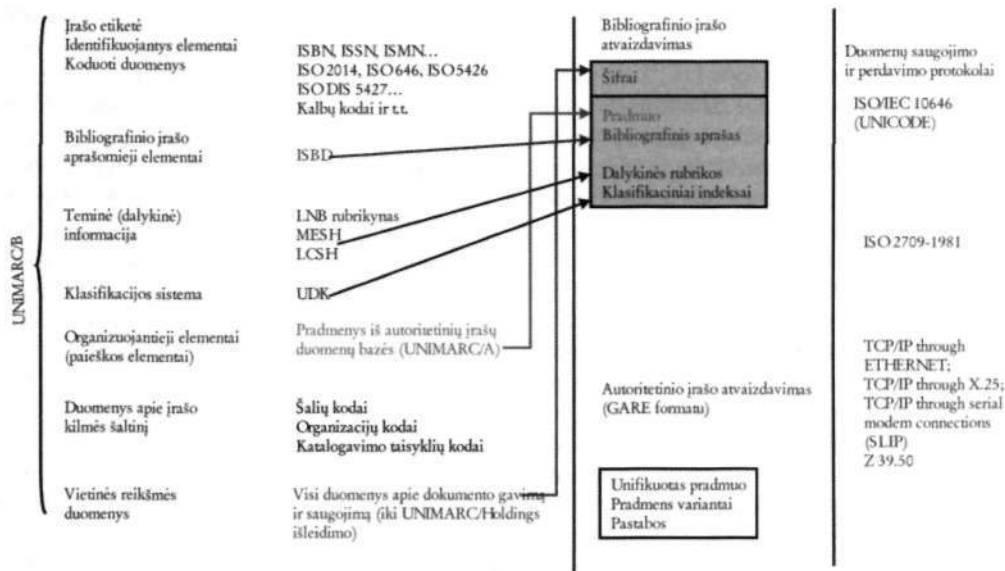 UNIMARC/B
Įrašo etiketė
Identifikuojantys elementai
Koduoti duomenys
ISBN, ISSN, ISMN…
ISO 2014, ISO 646, ISO 5426
ISO DIS 5427…
Kalbų kodai ir t.t.
Bibliografinio įrašo
aprašomieji elementai
ISBD
Teminė (dalykinė)
informacija
LNB rubrikynas
MESH
LCSH
Klasifikacijos sistema
UDK
Organizuojantieji elementai
(paieškos elementai)
Pradmenys iš autoritetinių įrašų
duomenų bazės (UNIMARC/A)
Duomenys apie įrašo
kilmės šaltinį
Šalių kodai
Organizacijų kodai
Katalogavimo taisyklių kodai
Vietinės reikšmės
duomenys
Visi duomenys apie dokumento gavimą
ir saugojimą (iki UNIMARC/Holdings
išleidimo)
Bibliografinio įrašo
atvaizdavimas
Šifrai
Pradmuo
Bibliografinis aprašas
Dalykinės rubrikos
Klasifikaciniai indeksai
Autoritetinio įrašo atvaizdavimas
(GARE formatu)
Unifikuotas pradmuo
Pradmens variantai
Pastabos
Duomenų saugojimo
ir perdavimo protokolai
ISO/IEC 10646
(UNICODE)
ISO 2709-1981
TCP/IP through
ETHERNET;
TCP/IP through X.25;
TCP/IP through serial
modem connections
(SLIP)
Z 39.50